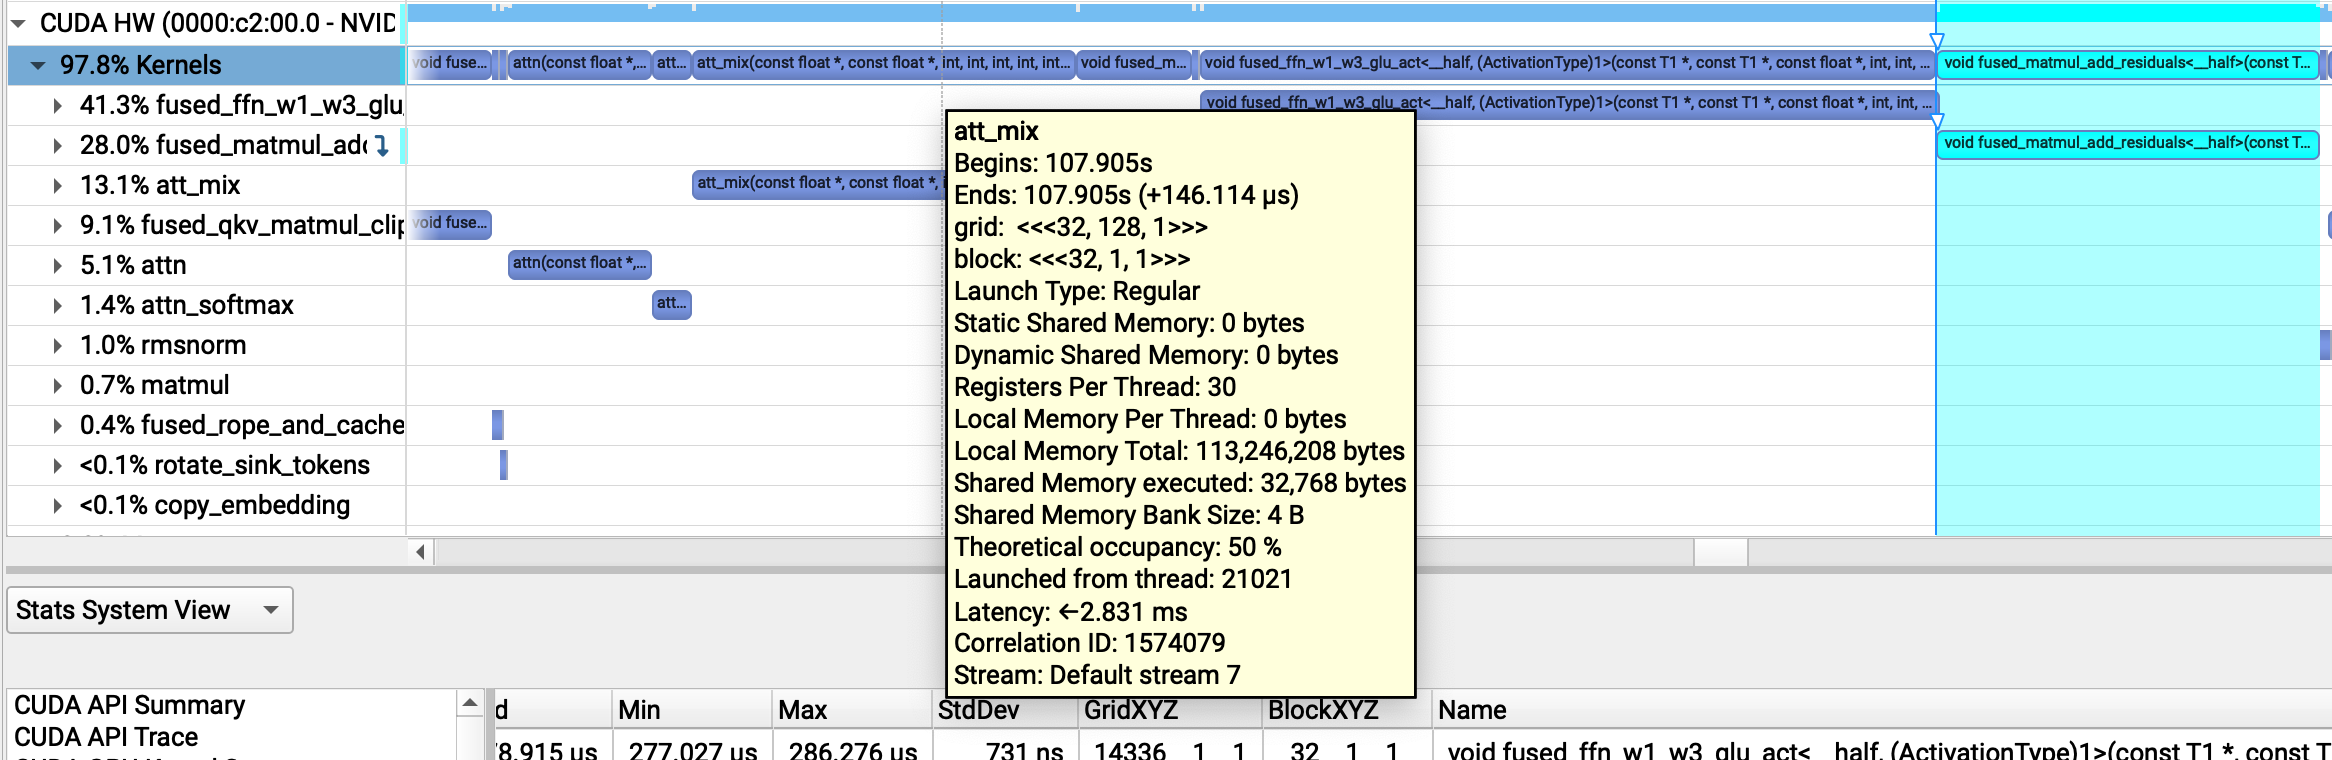 CUDA HW (0000:c2:00.0 - NVID
97.8% Kernels
void fuse...
attn(const float *,...
att...
att_mix(const float *, const float *, int, int, int, int, int...
void fused_m...
void fused_ffn_w1_w3_glu_act<__half, (ActivationType)1>(const T1 *, const T1 *, const float *, int, int, ...
void fused_matmul_add_residuals<__half>(const T...
41.3% fused_ffn_w1_w3_glu_
void fused_ffn_w1_w3_glu_act<__half, (ActivationType)1>(const T1 *, const T1 *, const float *, int, int, ...
28.0% fused_matmul_add
void fused_matmul_add_residuals<__half>(const T...
13.1% att_mix
att_mix(const float *, const float *, i
9.1% fused_qkv_matmul_clip
void fuse...
5.1% attn
attn(const float *,...
1.4% attn_softmax
att...
1.0% rmsnorm
0.7% matmul
0.4% fused_rope_and_cache
<0.1% rotate_sink_tokens
<0.1% copy_embedding
att_mix
Begins: 107.905s
Ends: 107.905s (+146.114 μs)
grid: <<<32, 128, 1>>>
block: <<<32, 1, 1>>>
Launch Type: Regular
Static Shared Memory: 0 bytes
Dynamic Shared Memory: 0 bytes
Registers Per Thread: 30
Local Memory Per Thread: 0 bytes
Local Memory Total: 113,246,208 bytes
Shared Memory executed: 32,768 bytes
Shared Memory Bank Size: 4 B
Theoretical occupancy: 50 %
Launched from thread: 21021
Latency: ←2.831 ms
Correlation ID: 1574079
Stream: Default stream 7
Stats System View
CUDA API Summary
CUDA API Trace
d Min Max StdDev GridXYZ BlockXYZ Name
8.915 μs 277.027 μs 286.276 μs 731 ns 14336 1 1 32 1 1 void fused_ffn_w1_w3_glu_act<__half, (ActivationType)1>(const T1 *, const T